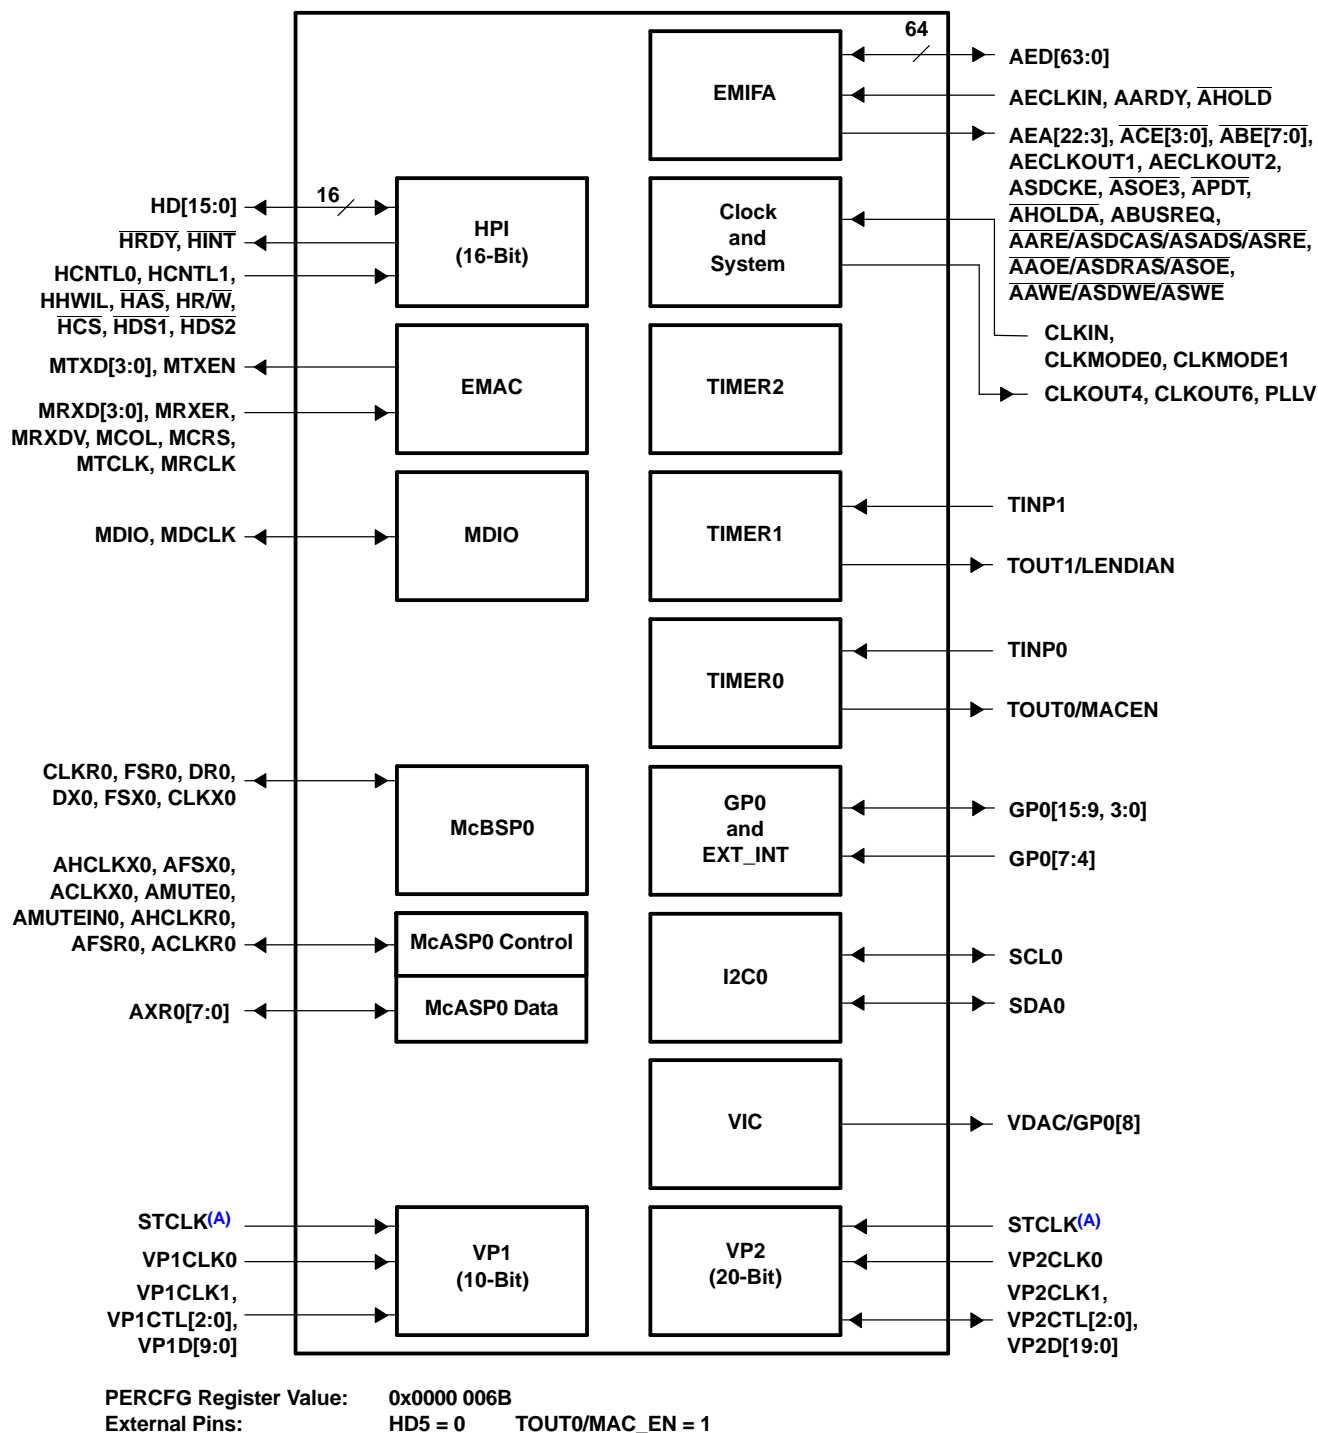 64
AED[63:0]
EMIFA
AECLKIN, AARDY, AHOLD
AEA[22:3], ACE[3:0], ABE[7:0],
AECLKOUT1, AECLKOUT2,
ASDCKE, ASOE3, APDT,
AHOLDA, ABUSREQ,
AARE/ASDCAS/ASADS/ASRE,
AAOE/ASDRAS/ASOE,
AAWE/ASDWE/ASWE
HD[15:0]
16
HRDY, HINT
HCNTL0, HCNTL1,
HHWIL, HAS, HR/W,
HCS, HDS1, HDS2
HPI
(16-Bit)
Clock
and
System
CLKIN,
CLKMODE0, CLKMODE1
CLKOUT4, CLKOUT6, PLLV
MTXD[3:0], MTXEN
MRXD[3:0], MRXER,
MRXDV, MCOL, MCRS,
MTCLK, MRCLK
EMAC
TIMER2
MDIO, MDCLK
MDIO
TIMER1
TINP1
TOUT1/LENDIAN
TIMER0
TINP0
TOUT0/MACEN
CLKR0, FSR0, DR0,
DX0, FSX0, CLKX0
McBSP0
GP0
and
EXT_INT
GP0[15:9, 3:0]
GP0[7:4]
AHCLKX0, AFSX0,
ACLKX0, AMUTE0,
AMUTEIN0, AHCLKR0,
AFSR0, ACLKR0
McASP0 Control
AXR0[7:0]
McASP0 Data
I2C0
SCL0
SDA0
VIC
VDAC/GP0[8]
STCLK(A)
VP1CLK0
VP1CLK1,
VP1CTL[2:0],
VP1D[9:0]
VP1
(10-Bit)
VP2
(20-Bit)
STCLK(A)
VP2CLK0
VP2CLK1,
VP2CTL[2:0],
VP2D[19:0]
PERCFG Register Value: 0x0000 006B
External Pins: HD5 = 0 TOUT0/MAC_EN = 1